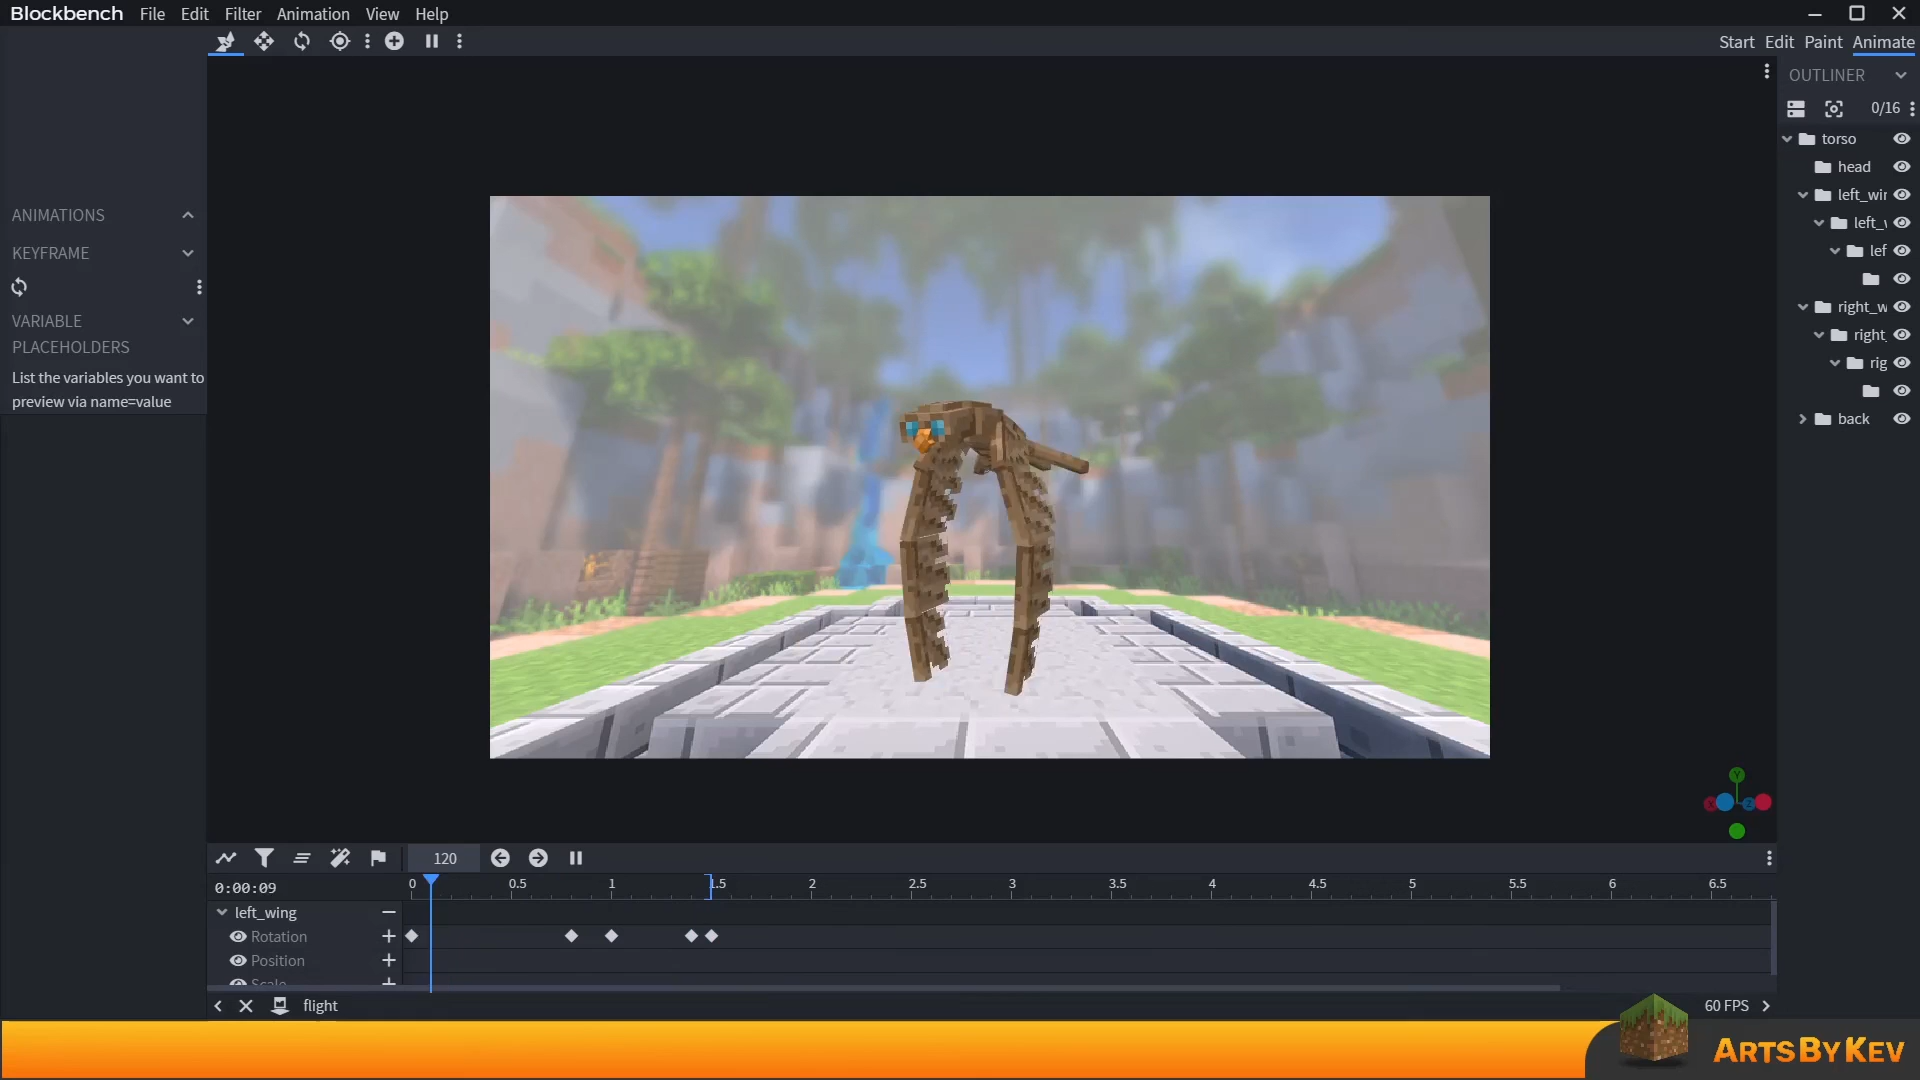 Blockbench File Edit Filter Animation View Help
Start Edit Paint Animate
OUTLINER
0/16
torso
head
left_wir
left_v
lef
right_w
right_
rig
back
ANIMATIONS
KEYFRAME
VARIABLE
PLACEHOLDERS
List the variables you want to
preview via name=value
Y
Z
120
0:00:09
0 0.5 1 1.5 2 2.5 3 3.5 4 4.5 5 5.5 6 6.5
left_wing
Rotation
Position
Scale
flight
60 FPS
ARTSBYKEV